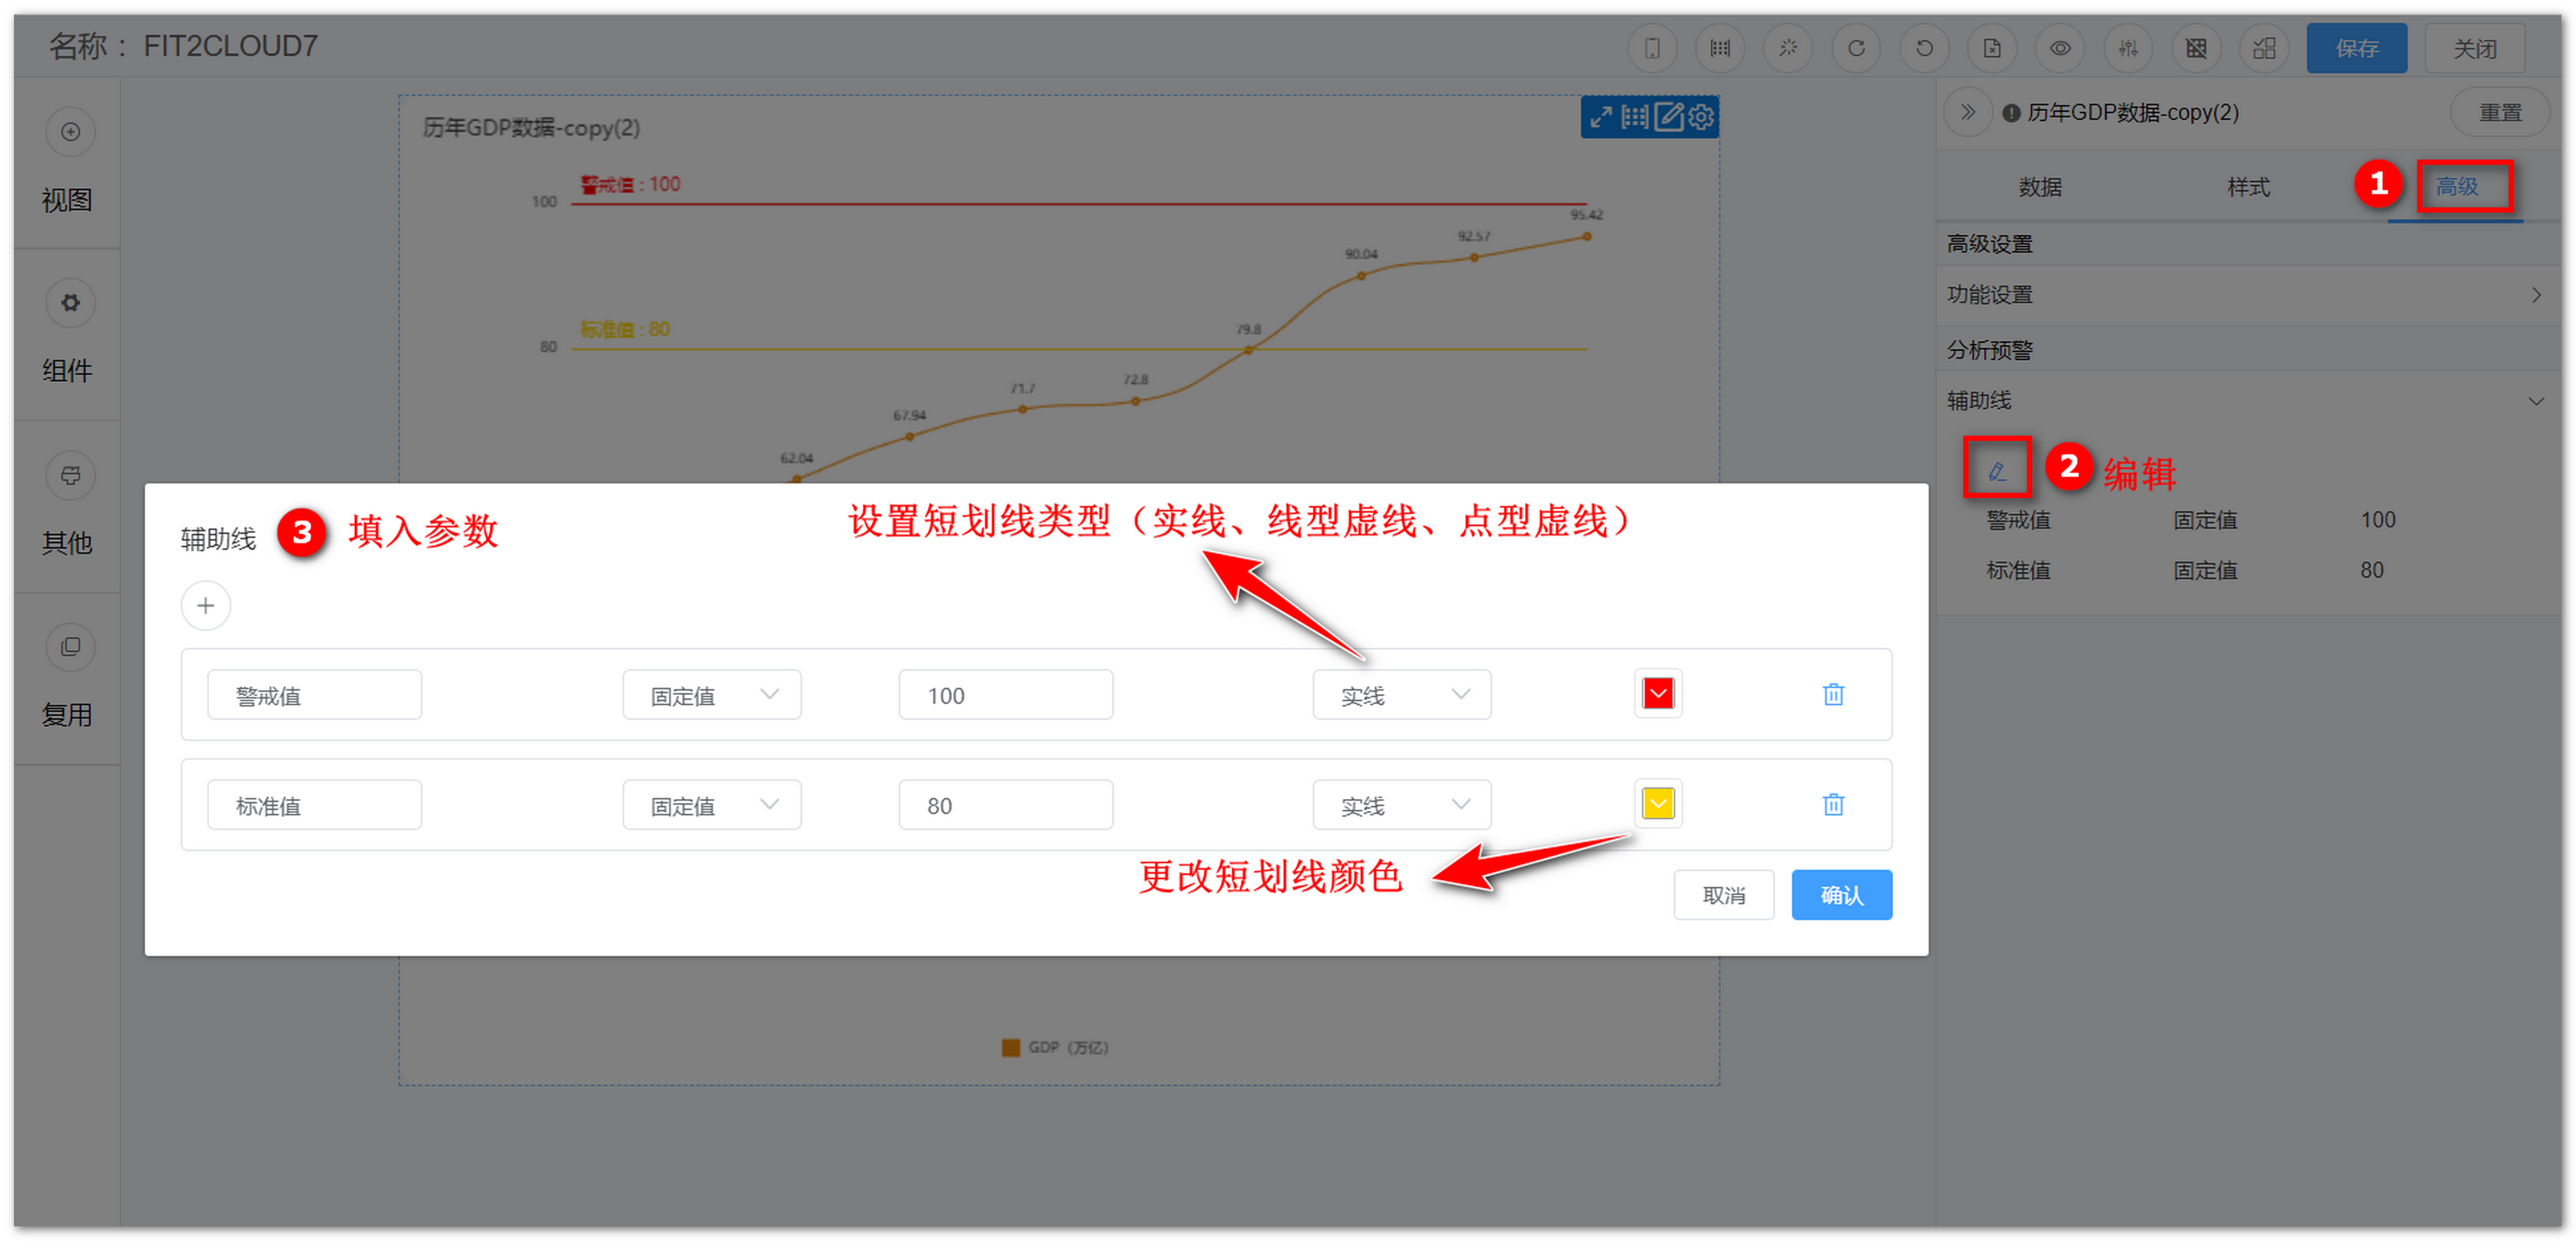 名称： FIT2CLOUD7
保存
关闭
视图
组件
其他
复用
历年GDP数据-copy(2)
警戒值 : 100
100
95.42
92.57
90.04
标准值 : 80
80
79.8
72.8
71.7
67.94
62.04
GDP（万亿）
历年GDP数据-copy(2)
重置
数据
样式
1
高级
高级设置
功能设置
分析预警
辅助线
2 编辑
警戒值 固定值 100
标准值 固定值 80
辅助线 3 填入参数
设置短划线类型（实线、线型虚线、点型虚线）
警戒值 固定值 100 实线
标准值 固定值 80 实线
更改短划线颜色
取消
确认